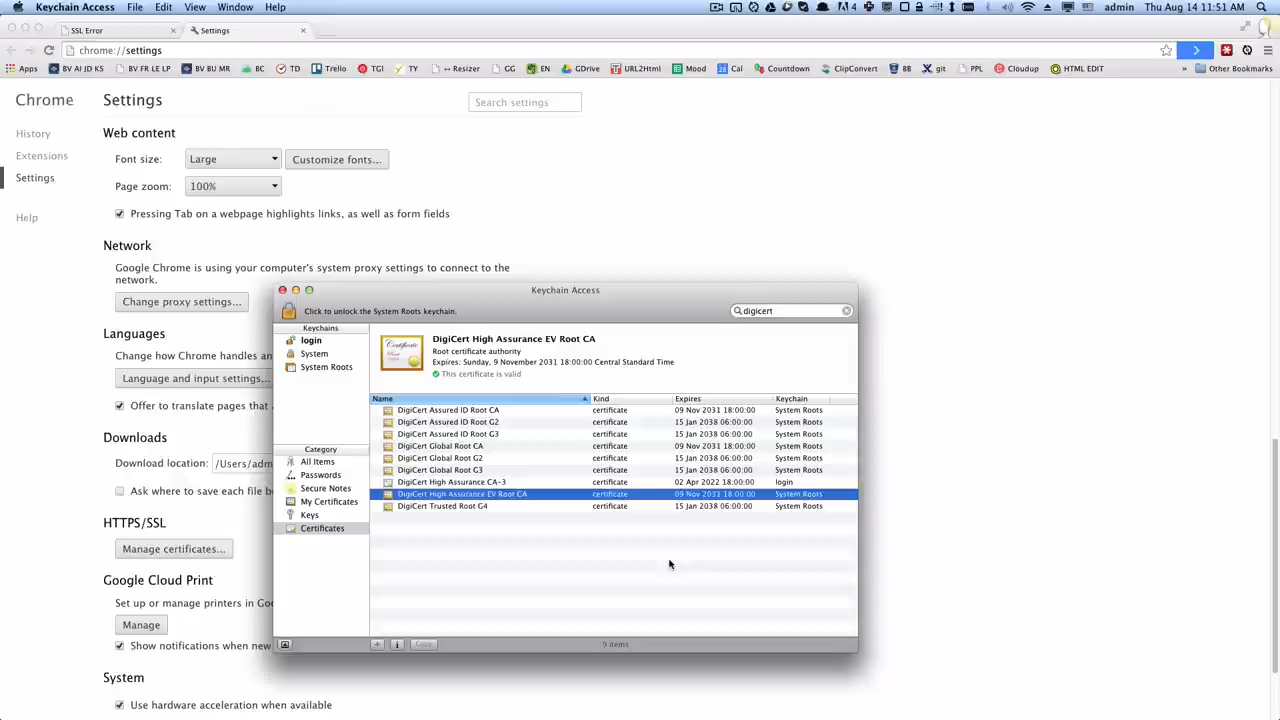 Keychain Access File Edit View Window Help 4 admin Thu Aug 14 11:51 AM
SSL Error Settings
chrome://settings
Apps BV AI JD KS BV FR LE LP BV BU MR BC TD Trello TGI TY Resizer GG EN GDrive URL2Html Mood 28 Cal Countdown ClipConvert BB git PPL Cloudup HTML EDIT » Other Bookmarks
Chrome
History
Extensions
Settings
Help
Settings
Search settings
Web content
Font size: Large Customize fonts...
Page zoom: 100%
Pressing Tab on a webpage highlights links, as well as form fields
Network
Google Chrome is using your computer's system proxy settings to connect to the
network.
Change proxy settings...
Languages
Change how Chrome handles an
Language and input settings...
Offer to translate pages that
Downloads
Download location: /Users/adm
Ask where to save each file be
HTTPS/SSL
Manage certificates...
Google Cloud Print
Set up or manage printers in Goo
Manage
Show notifications when new
System
Use hardware acceleration when available
Keychain Access
Click to unlock the System Roots keychain.
digicert
Keychains
login
System
System Roots
Category
All Items
Passwords
Secure Notes
My Certificates
Keys
Certificates
Certificate
Root
DigiCert High Assurance EV Root CA
Root certificate authority
Expires: Sunday, 9 November 2031 18:00:00 Central Standard Time
This certificate is valid
Name Kind Expires Keychain
DigiCert Assured ID Root CA certificate 09 Nov 2031 18:00:00 System Roots
DigiCert Assured ID Root G2 certificate 15 Jan 2038 06:00:00 System Roots
DigiCert Assured ID Root G3 certificate 15 Jan 2038 06:00:00 System Roots
DigiCert Global Root CA certificate 09 Nov 2031 18:00:00 System Roots
DigiCert Global Root G2 certificate 15 Jan 2038 06:00:00 System Roots
DigiCert Global Root G3 certificate 15 Jan 2038 06:00:00 System Roots
DigiCert High Assurance CA-3 certificate 02 Apr 2022 18:00:00 login
DigiCert High Assurance EV Root CA certificate 09 Nov 2031 18:00:00 System Roots
DigiCert Trusted Root G4 certificate 15 Jan 2038 06:00:00 System Roots
Copy
9 items